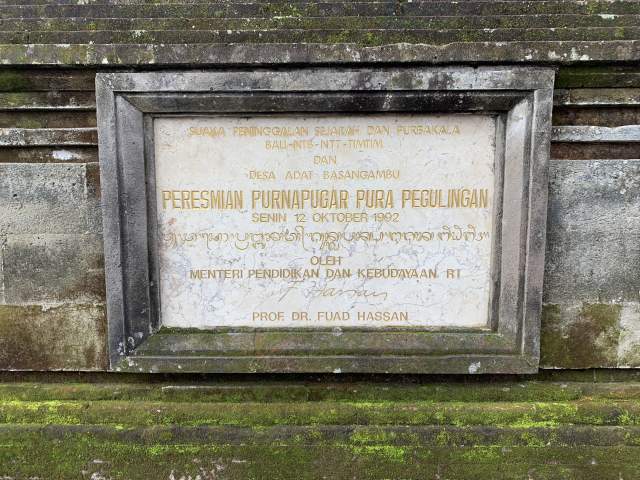 SUAKA PENINGGALAN SEJARAH DAN PURBAKALA
BALI-NTB-NTT-TIMTIM
DAN
DESA ADAT BASANGAMBU
PERESMIAN PURNAPUGAR PURA PEGULINGAN
SENIN 12 OKTOBER 1992
OLEH
MENTERI PENDIDIKAN DAN KEBUDAYAAN RI
F Hassan
PROF. DR. FUAD HASSAN